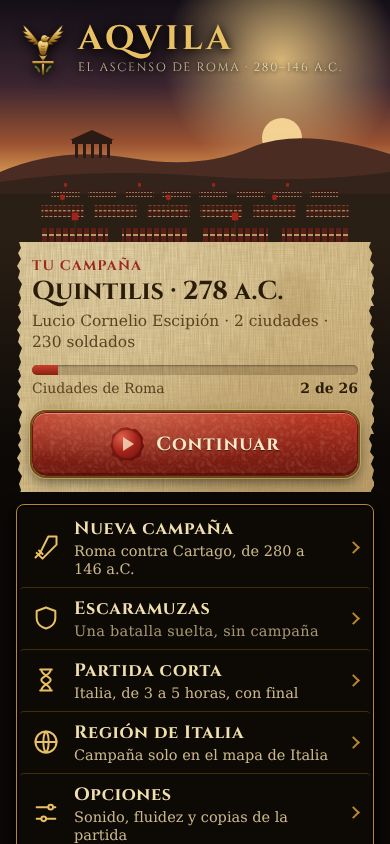 AQVILA
EL ASCENSO DE ROMA · 280–146 A.C.
TU CAMPAÑA
Quintilis · 278 a.C.
Lucio Cornelio Escipión · 2 ciudades ·
230 soldados
Ciudades de Roma 2 de 26
Continuar
Nueva campaña
Roma contra Cartago, de 280 a
146 a.C.
Escaramuzas
Una batalla suelta, sin campaña
Partida corta
Italia, de 3 a 5 horas, con final
Región de Italia
Campaña solo en el mapa de Italia
Opciones
Sonido, fluidez y copias de la
partida